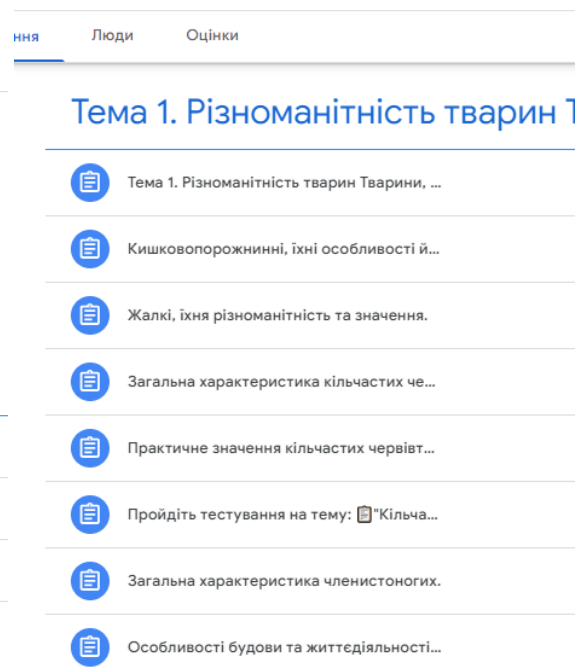 ння Люди Оцінки
Тема 1. Різноманітність тварин
Тема 1. Різноманітність тварин Тварини, ...
Кишковопорожнинні, їхні особливості й...
Жалкі, їхня різноманітність та значення.
Загальна характеристика кільчастих че...
Практичне значення кільчастих червівт...
Пройдіть тестування на тему: 📋"Кільча...
Загальна характеристика членистоногих.
Особливості будови та життєдіяльності...